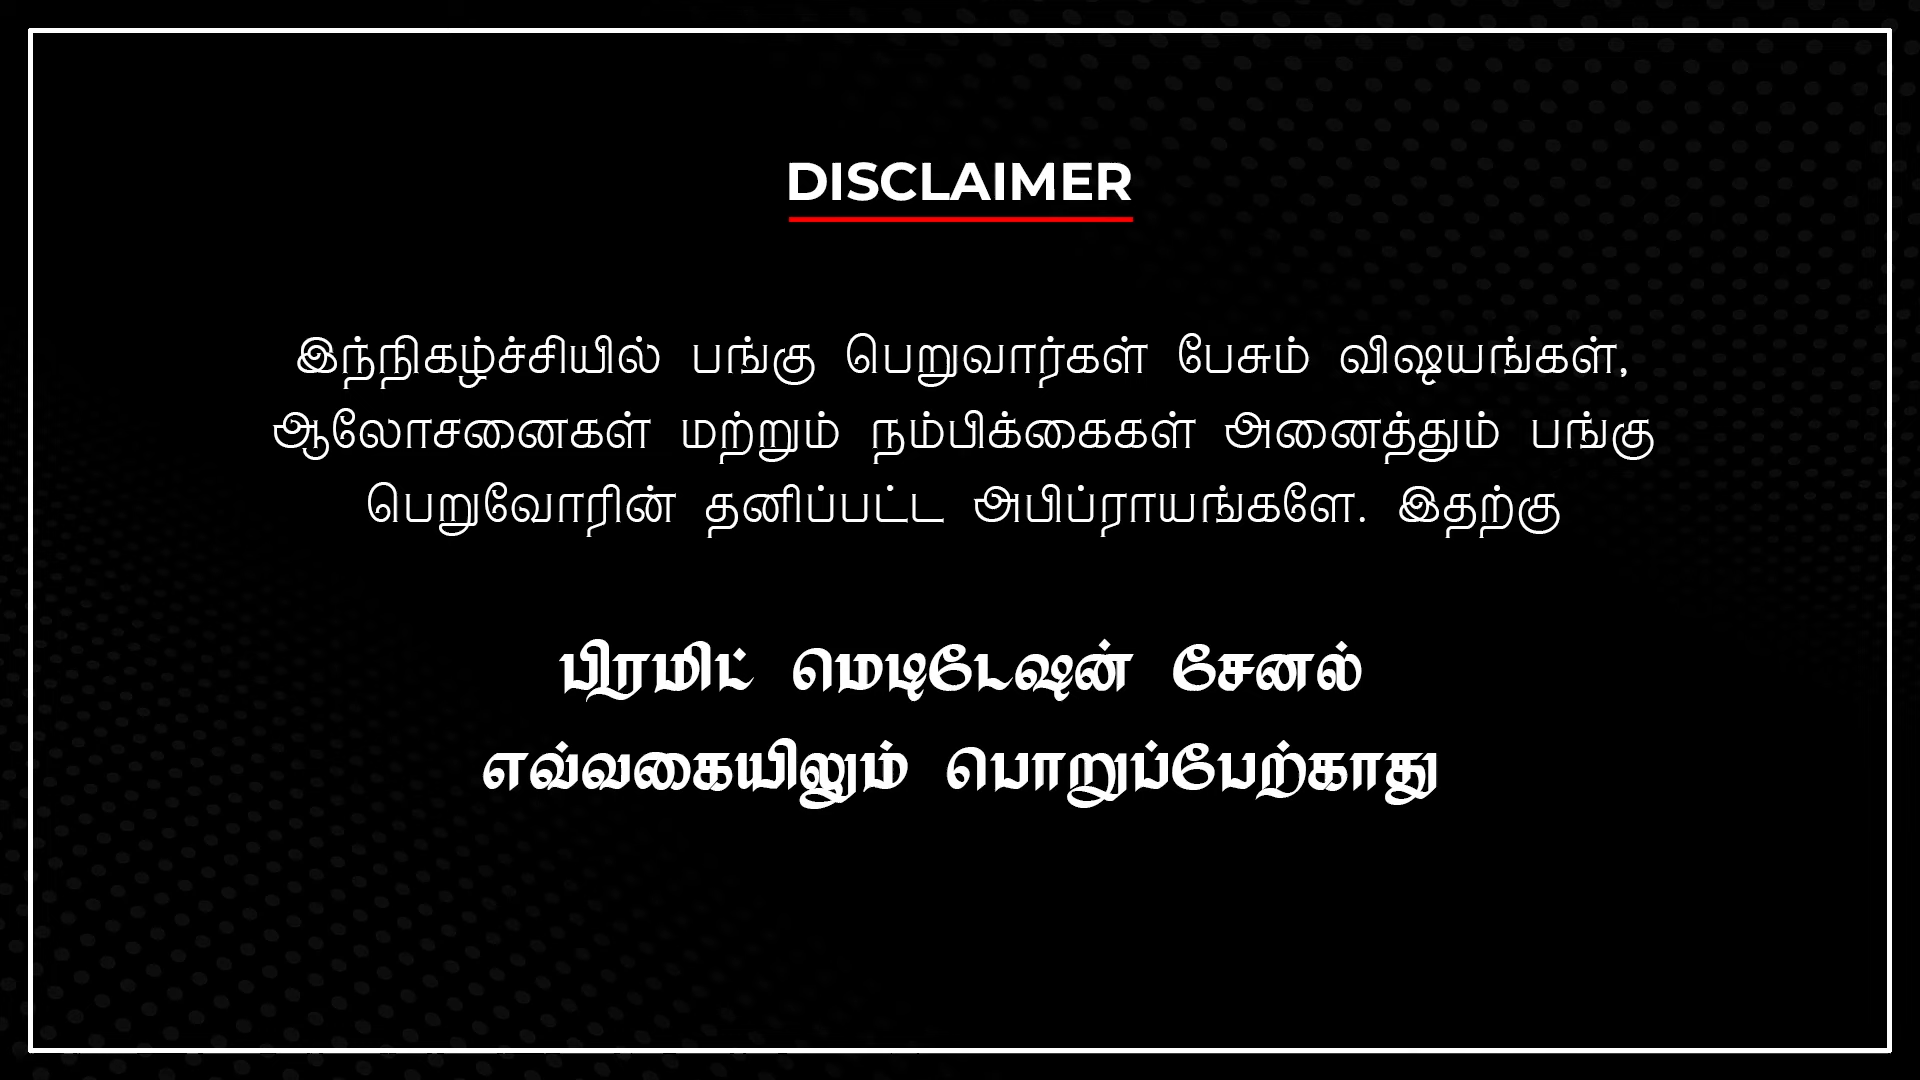 DISCLAIMER
இந்நிகழ்ச்சியில் பங்கு பெறுவார்கள் பேசும் விஷயங்கள்,
ஆலோசனைகள் மற்றும் நம்பிக்கைகள் அனைத்தும் பங்கு
பெறுவோரின் தனிப்பட்ட அபிப்ராயங்களே. இதற்கு
பிரமிட் மெடிடேஷன் சேனல்
எவ்வகையிலும் பொறுப்பேற்காது